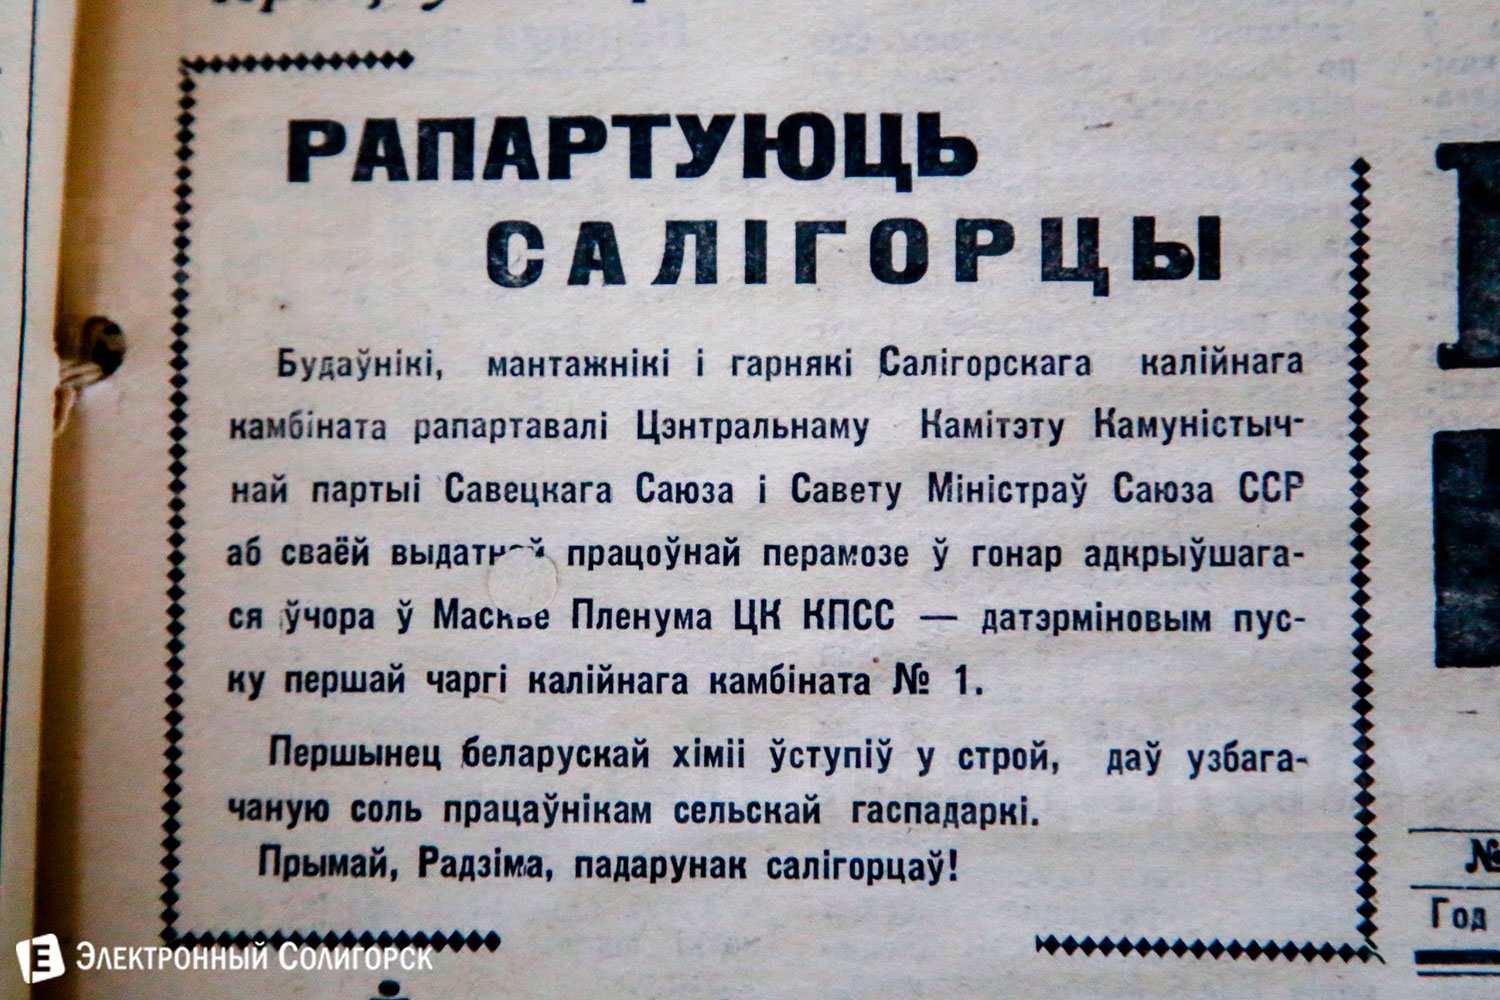 РАПАРТУЮЦЬ
САЛІГОРЦЫ
Будаўнікі, мантажнікі і гарнякі Салігорскага калійнага
камбіната рапартавалі Цэнтральнаму Камітэту Камуністыч-
най партыі Савецкага Саюза і Савету Міністраў Саюза ССР
аб сваёй выдатнай працоўнай перамозе ў гонар адкрыўшага-
ся ўчора ў Маскве Пленума ЦК КПСС — датэрміновым пус-
ку першай чаргі калійнага камбіната № 1.
Першынец беларускай хіміі ўступіў у строй, даў узбага-
чаную соль працаўнікам сельскай гаспадаркі.
Прымай, Радзіма, падарунак салігорцаў!
№
Год
Э Электронный Солигорск